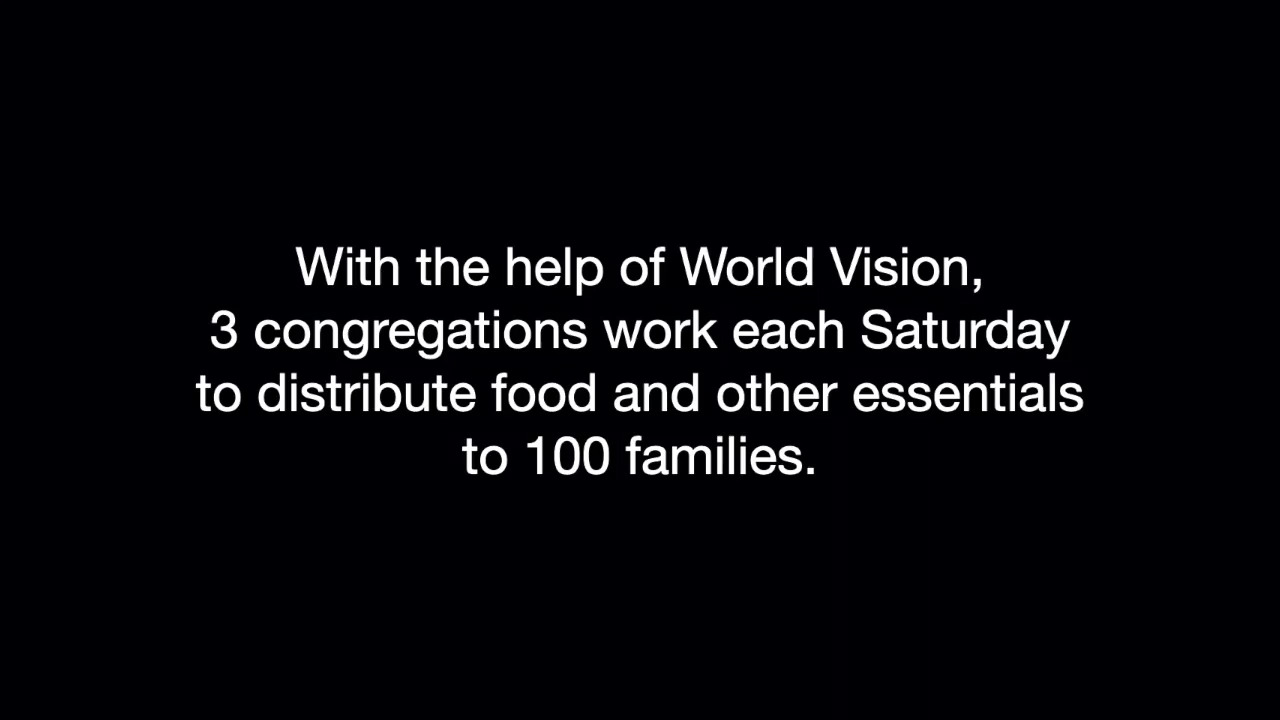 With the help of World Vision,
3 congregations work each Saturday
to distribute food and other essentials
to 100 families.